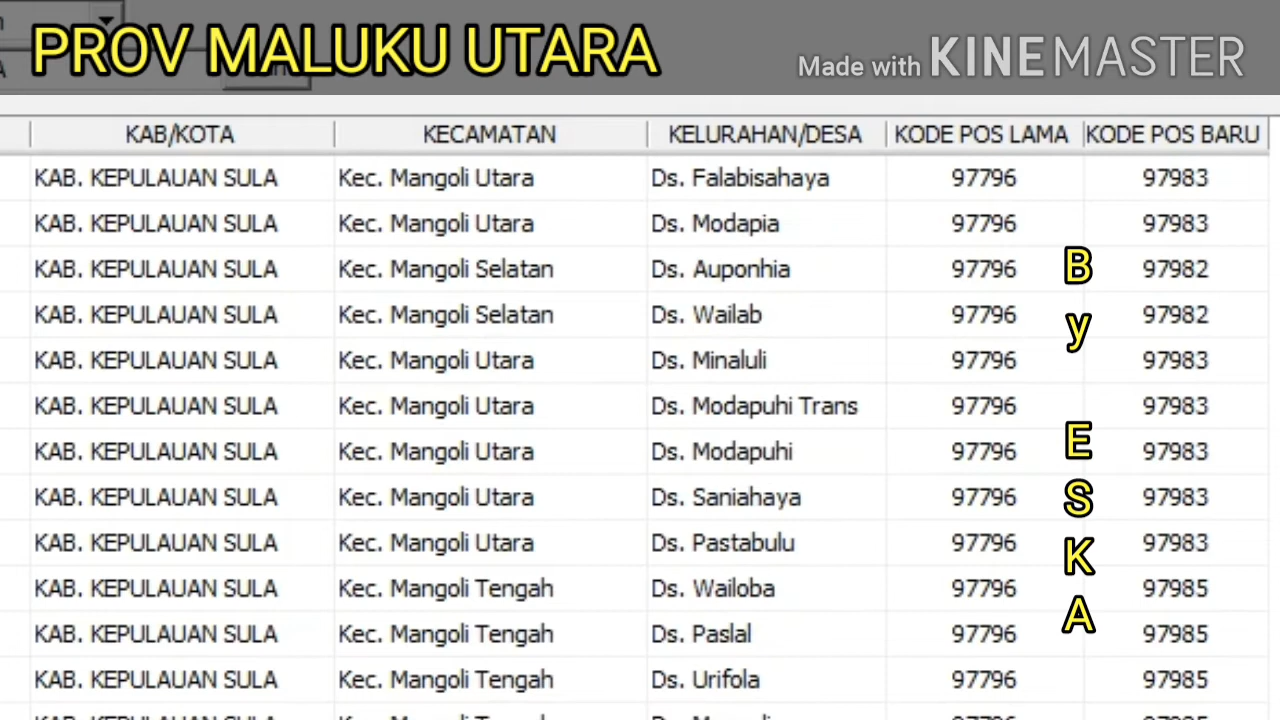 PROV MALUKU UTARA
Made with KINEMASTER
KAB/KOTA KECAMATAN KELURAHAN/DESA KODE POS LAMA KODE POS BARU
KAB. KEPULAUAN SULA Kec. Mangoli Utara Ds. Falabisahaya 97796 97983
KAB. KEPULAUAN SULA Kec. Mangoli Utara Ds. Modapia 97796 97983
KAB. KEPULAUAN SULA Kec. Mangoli Selatan Ds. Auponhia 97796 97982
KAB. KEPULAUAN SULA Kec. Mangoli Selatan Ds. Wailab 97796 97982
KAB. KEPULAUAN SULA Kec. Mangoli Utara Ds. Minaluli 97796 97983
KAB. KEPULAUAN SULA Kec. Mangoli Utara Ds. Modapuhi Trans 97796 97983
KAB. KEPULAUAN SULA Kec. Mangoli Utara Ds. Modapuhi 97796 97983
KAB. KEPULAUAN SULA Kec. Mangoli Utara Ds. Saniahaya 97796 97983
KAB. KEPULAUAN SULA Kec. Mangoli Utara Ds. Pastabulu 97796 97983
KAB. KEPULAUAN SULA Kec. Mangoli Tengah Ds. Wailoba 97796 97985
KAB. KEPULAUAN SULA Kec. Mangoli Tengah Ds. Paslal 97796 97985
KAB. KEPULAUAN SULA Kec. Mangoli Tengah Ds. Urifola 97796 97985
By ESKA